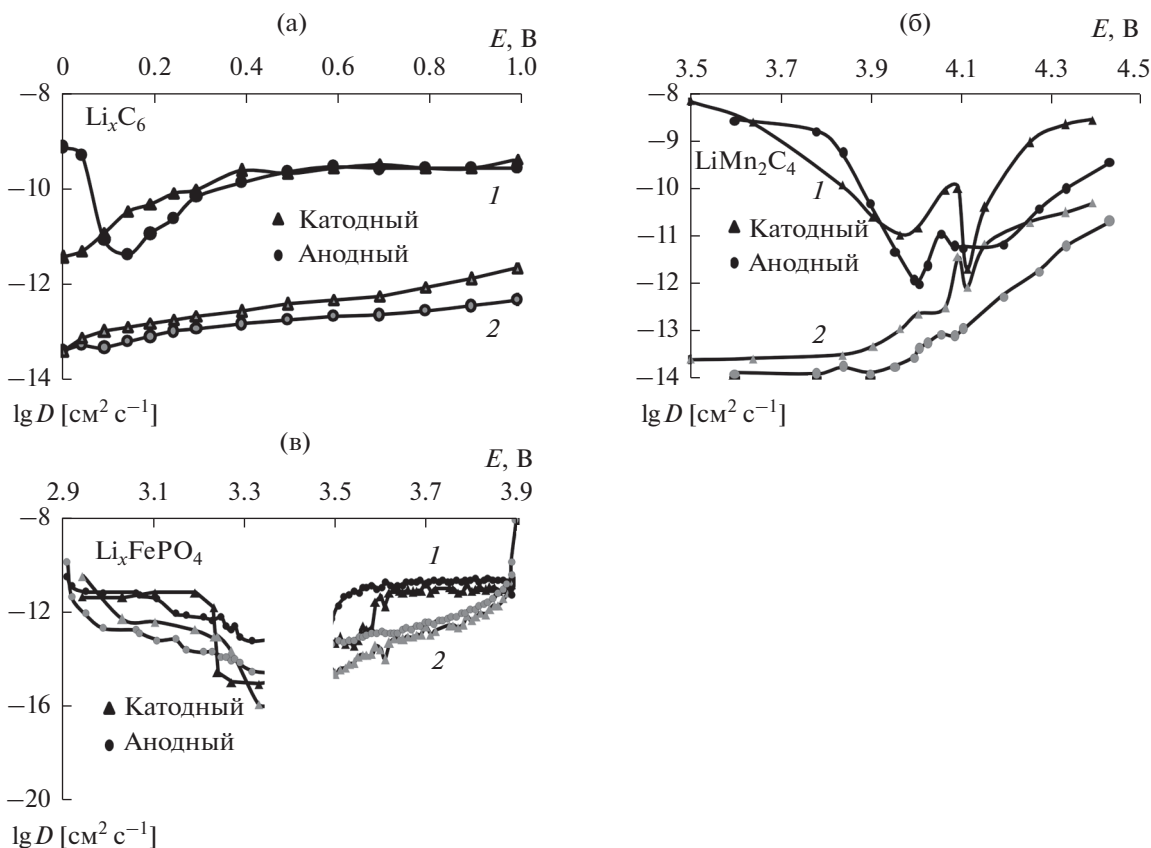 (а)
E, В
0 0.2 0.4 0.6 0.8 1.0
−8
LiₓC₆
−10
1
Катодный
Анодный
−12
2
−14
lg D [см² с⁻¹]
(б)
E, В
3.5 3.7 3.9 4.1 4.3 4.5
−8
−9
LiMn₂C₄
1
−10
Катодный
−11
Анодный
−12
2
−13
−14
lg D [см² с⁻¹]
(в)
E, В
2.9 3.1 3.3 3.5 3.7 3.9
−8
LiₓFePO₄
1
−12
2
−16
Катодный
Анодный
−20
lg D [см² с⁻¹]